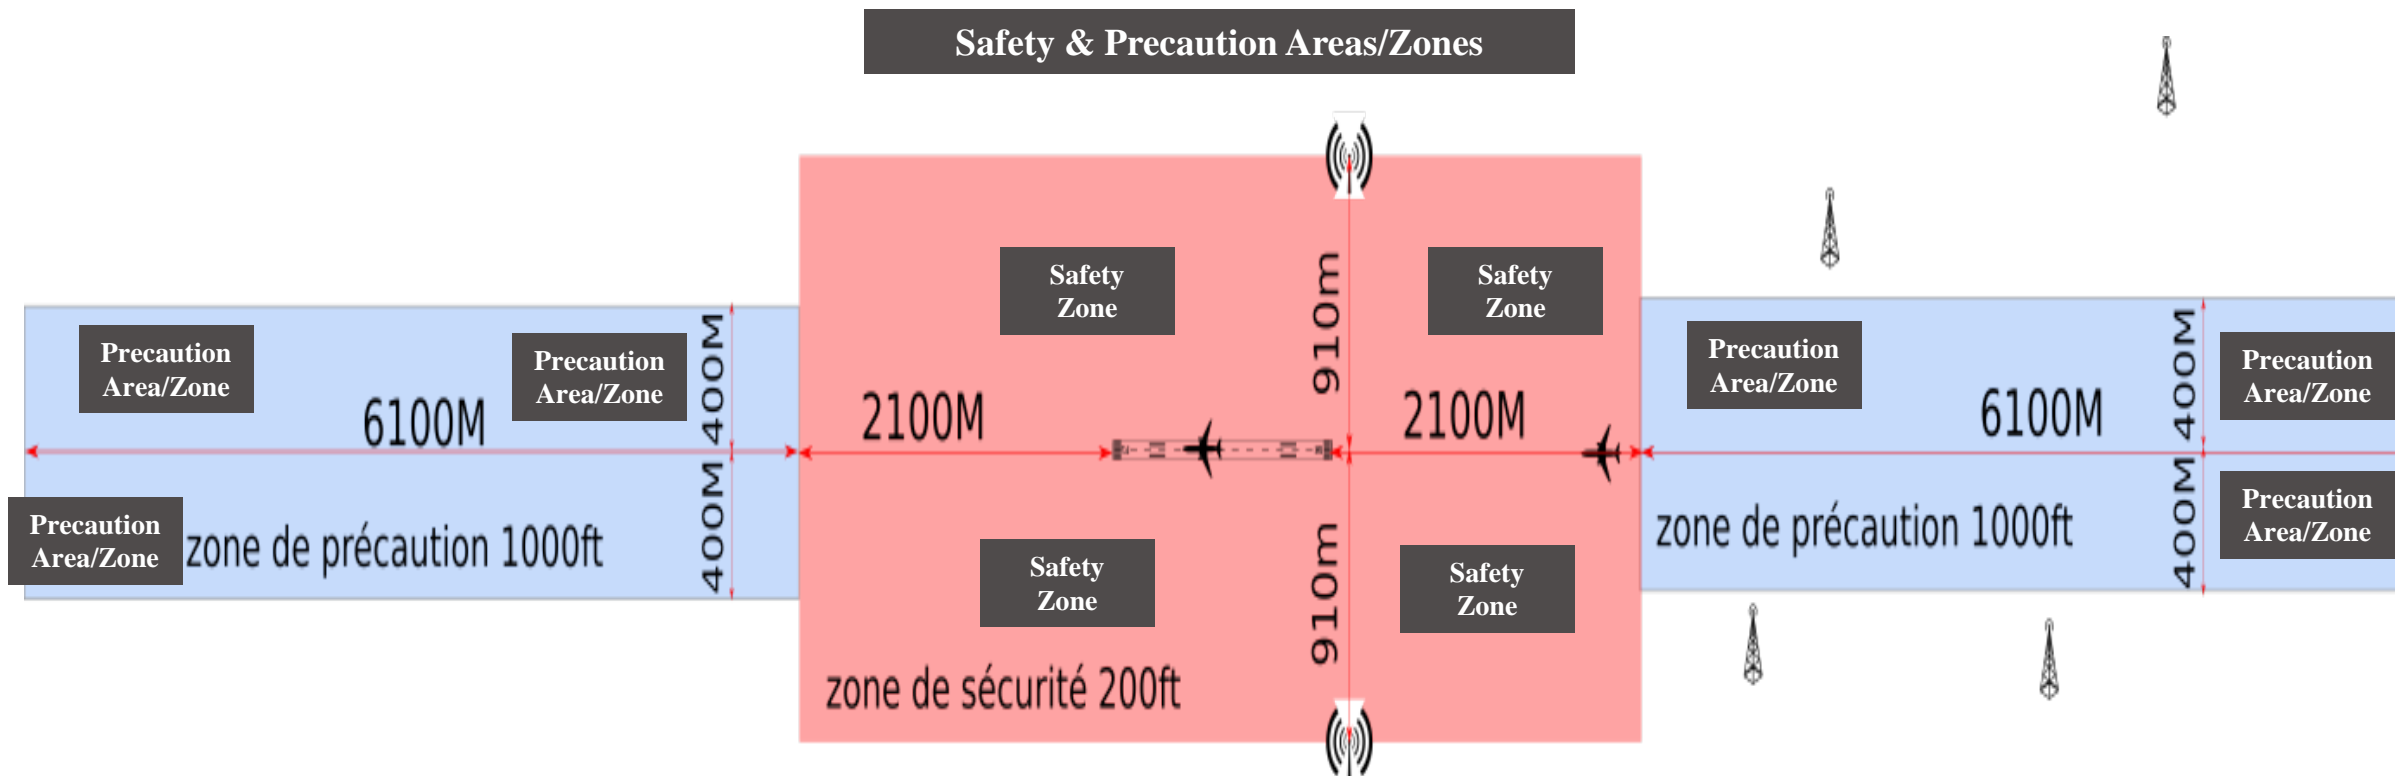 Safety & Precaution Areas/Zones
Precaution
Area/Zone
Precaution
Area/Zone
400M
6100M
400M
Precaution
Area/Zone
zone de précaution 1000ft
Safety
Zone
Safety
Zone
910m
2100M
2100M
910m
Safety
Zone
Safety
Zone
zone de sécurité 200ft
Precaution
Area/Zone
400M
Precaution
Area/Zone
6100M
400M
Precaution
Area/Zone
zone de précaution 1000ft